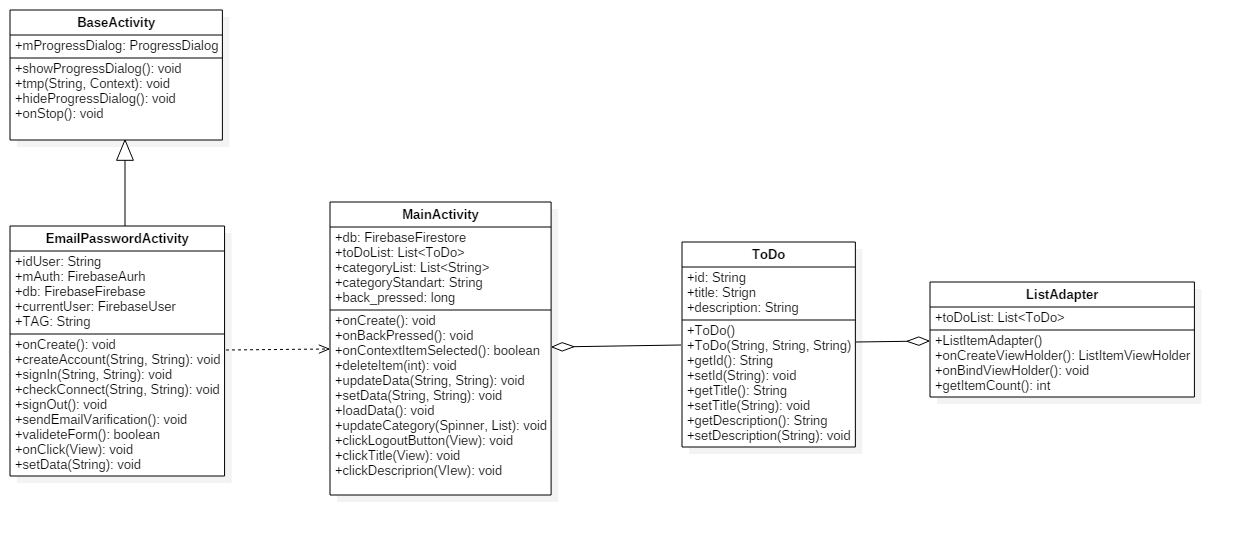 BaseActivity
+mProgressDialog: ProgressDialog
+showProgressDialog(): void
+tmp(String, Context): void
+hideProgressDialog(): void
+onStop(): void
EmailPasswordActivity
+idUser: String
+mAuth: FirebaseAurh
+db: FirebaseFirebase
+currentUser: FirebaseUser
+TAG: String
+onCreate(): void
+createAccount(String, String): void
+signIn(String, String): void
+checkConnect(String, String): void
+signOut(): void
+sendEmailVarification(): void
+valideteForm(): boolean
+onClick(View): void
+setData(String): void
MainActivity
+db: FirebaseFirestore
+toDoList: List<ToDo>
+categoryList: List<String>
+categoryStandart: String
+back_pressed: long
+onCreate(): void
+onBackPressed(): void
+onContextItemSelected(): boolean
+deleteItem(int): void
+updateData(String, String): void
+setData(String, String): void
+loadData(): void
+updateCategory(Spinner, List): void
+clickLogoutButton(View): void
+clickTitle(View): void
+clickDescriprion(VIew): void
ToDo
+id: String
+title: Strign
+description: String
+ToDo()
+ToDo(String, String, String)
+getId(): String
+setId(String): void
+getTitle(): String
+setTitle(String): void
+getDescription(): String
+setDescription(String): void
ListAdapter
+toDoList: List<ToDo>
+ListItemAdapter()
+onCreateViewHolder(): ListItemViewHolder
+onBindViewHolder(): void
+getItemCount(): int